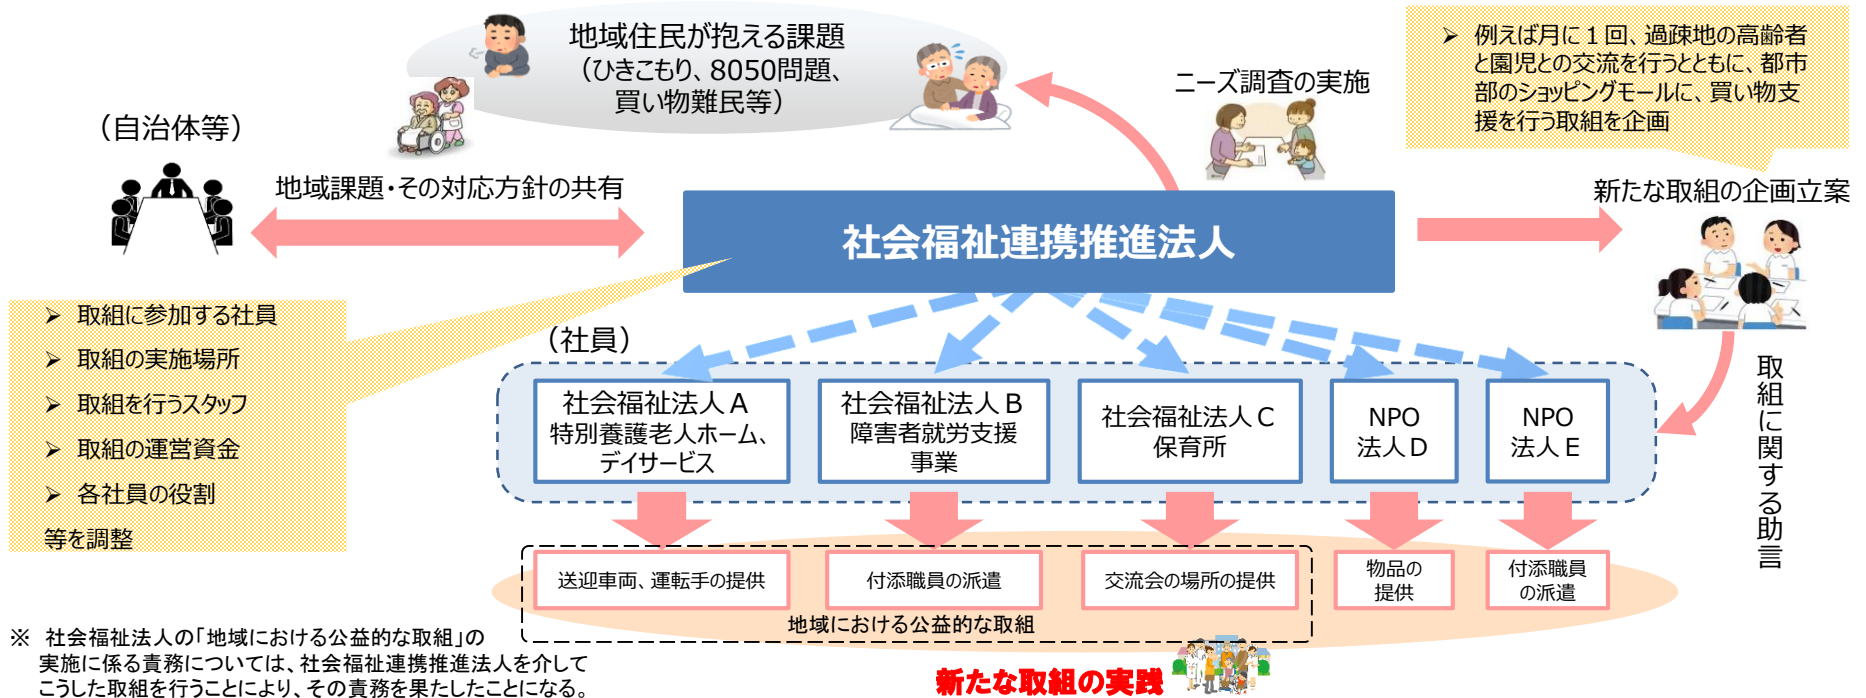 地域住民が抱える課題
（ひきこもり、8050問題、
買い物難民等）
ニーズ調査の実施
➢ 例えば月に１回、過疎地の高齢者
と園児との交流を行うとともに、都市
部のショッピングモールに、買い物支
援を行う取組を企画
（自治体等）
地域課題・その対応方針の共有
社会福祉連携推進法人
新たな取組の企画立案
➢ 取組に参加する社員
➢ 取組の実施場所
➢ 取組を行うスタッフ
➢ 取組の運営資金
➢ 各社員の役割
等を調整
（社員）
社会福祉法人Ａ
特別養護老人ホーム、
デイサービス
社会福祉法人Ｂ
障害者就労支援
事業
社会福祉法人Ｃ
保育所
NPO
法人Ｄ
NPO
法人Ｅ
取組に関する助言
送迎車両、運転手の提供
付添職員の派遣
交流会の場所の提供
物品の
提供
付添職員
の派遣
地域における公益的な取組
新たな取組の実践
※ 社会福祉法人の「地域における公益的な取組」の
実施に係る責務については、社会福祉連携推進法人を介して
こうした取組を行うことにより、その責務を果たしたことになる。